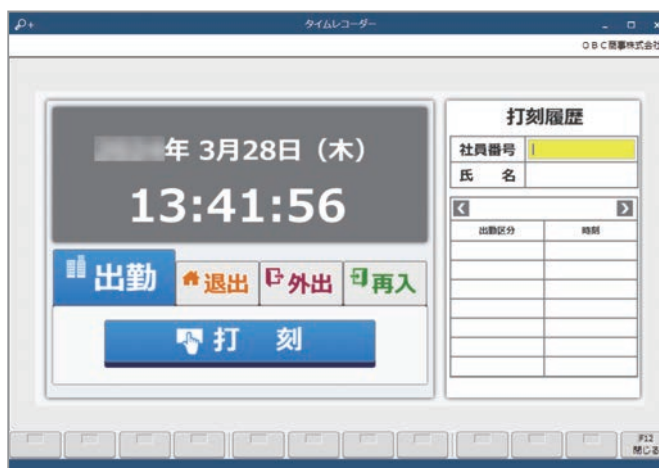 タイムレコーダー
OBC商事株式会社
年 3月28日（木）
13:41:56
出勤
退出
外出
再入
打 刻
打刻履歴
社員番号
氏 名
出勤区分 時刻
F12
閉じる